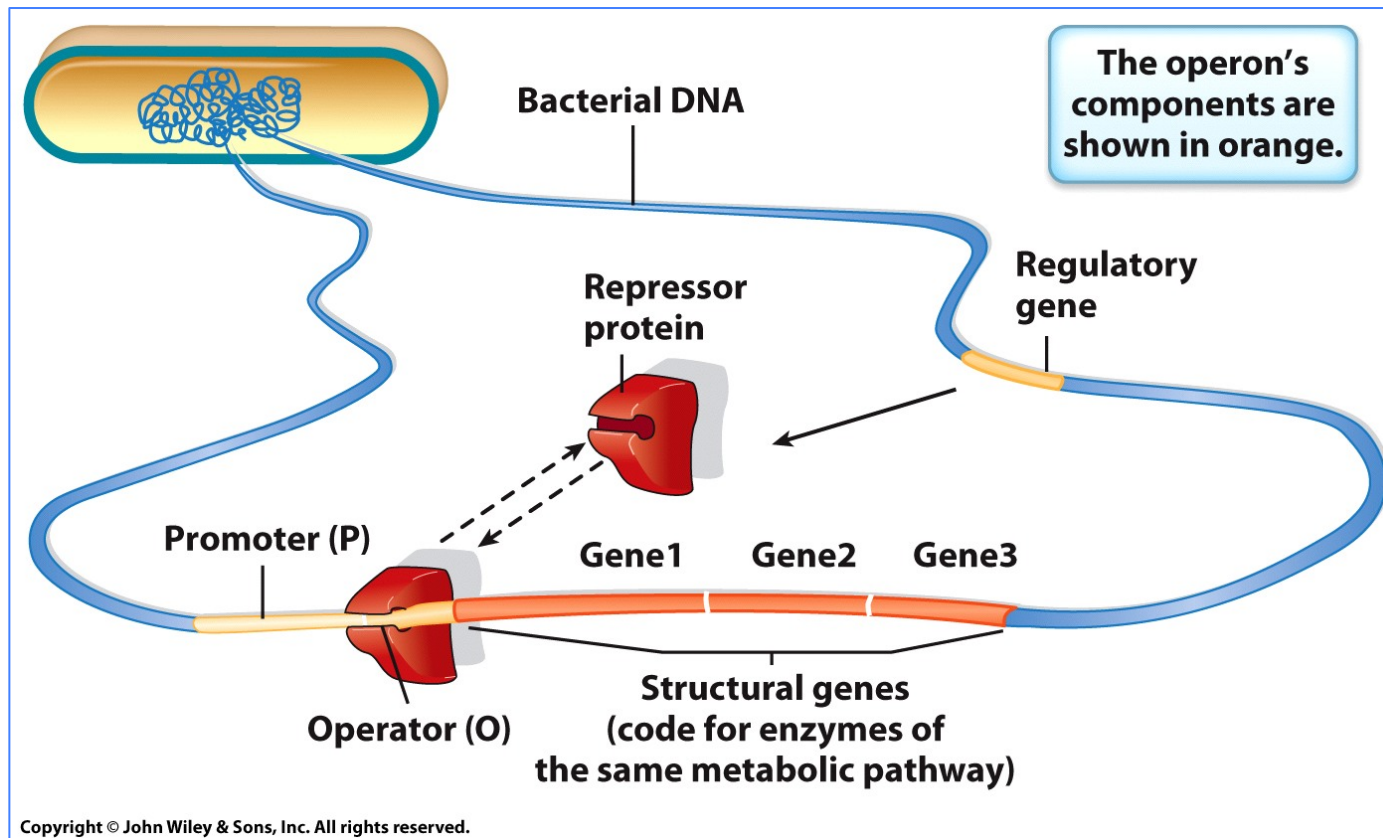 The operon's
components are
shown in orange.
Bacterial DNA
Regulatory
gene
Repressor
protein
Promoter (P)
Gene1
Gene2
Gene3
Operator (O)
Structural genes
(code for enzymes of
the same metabolic pathway)
Copyright © John Wiley & Sons, Inc. All rights reserved.